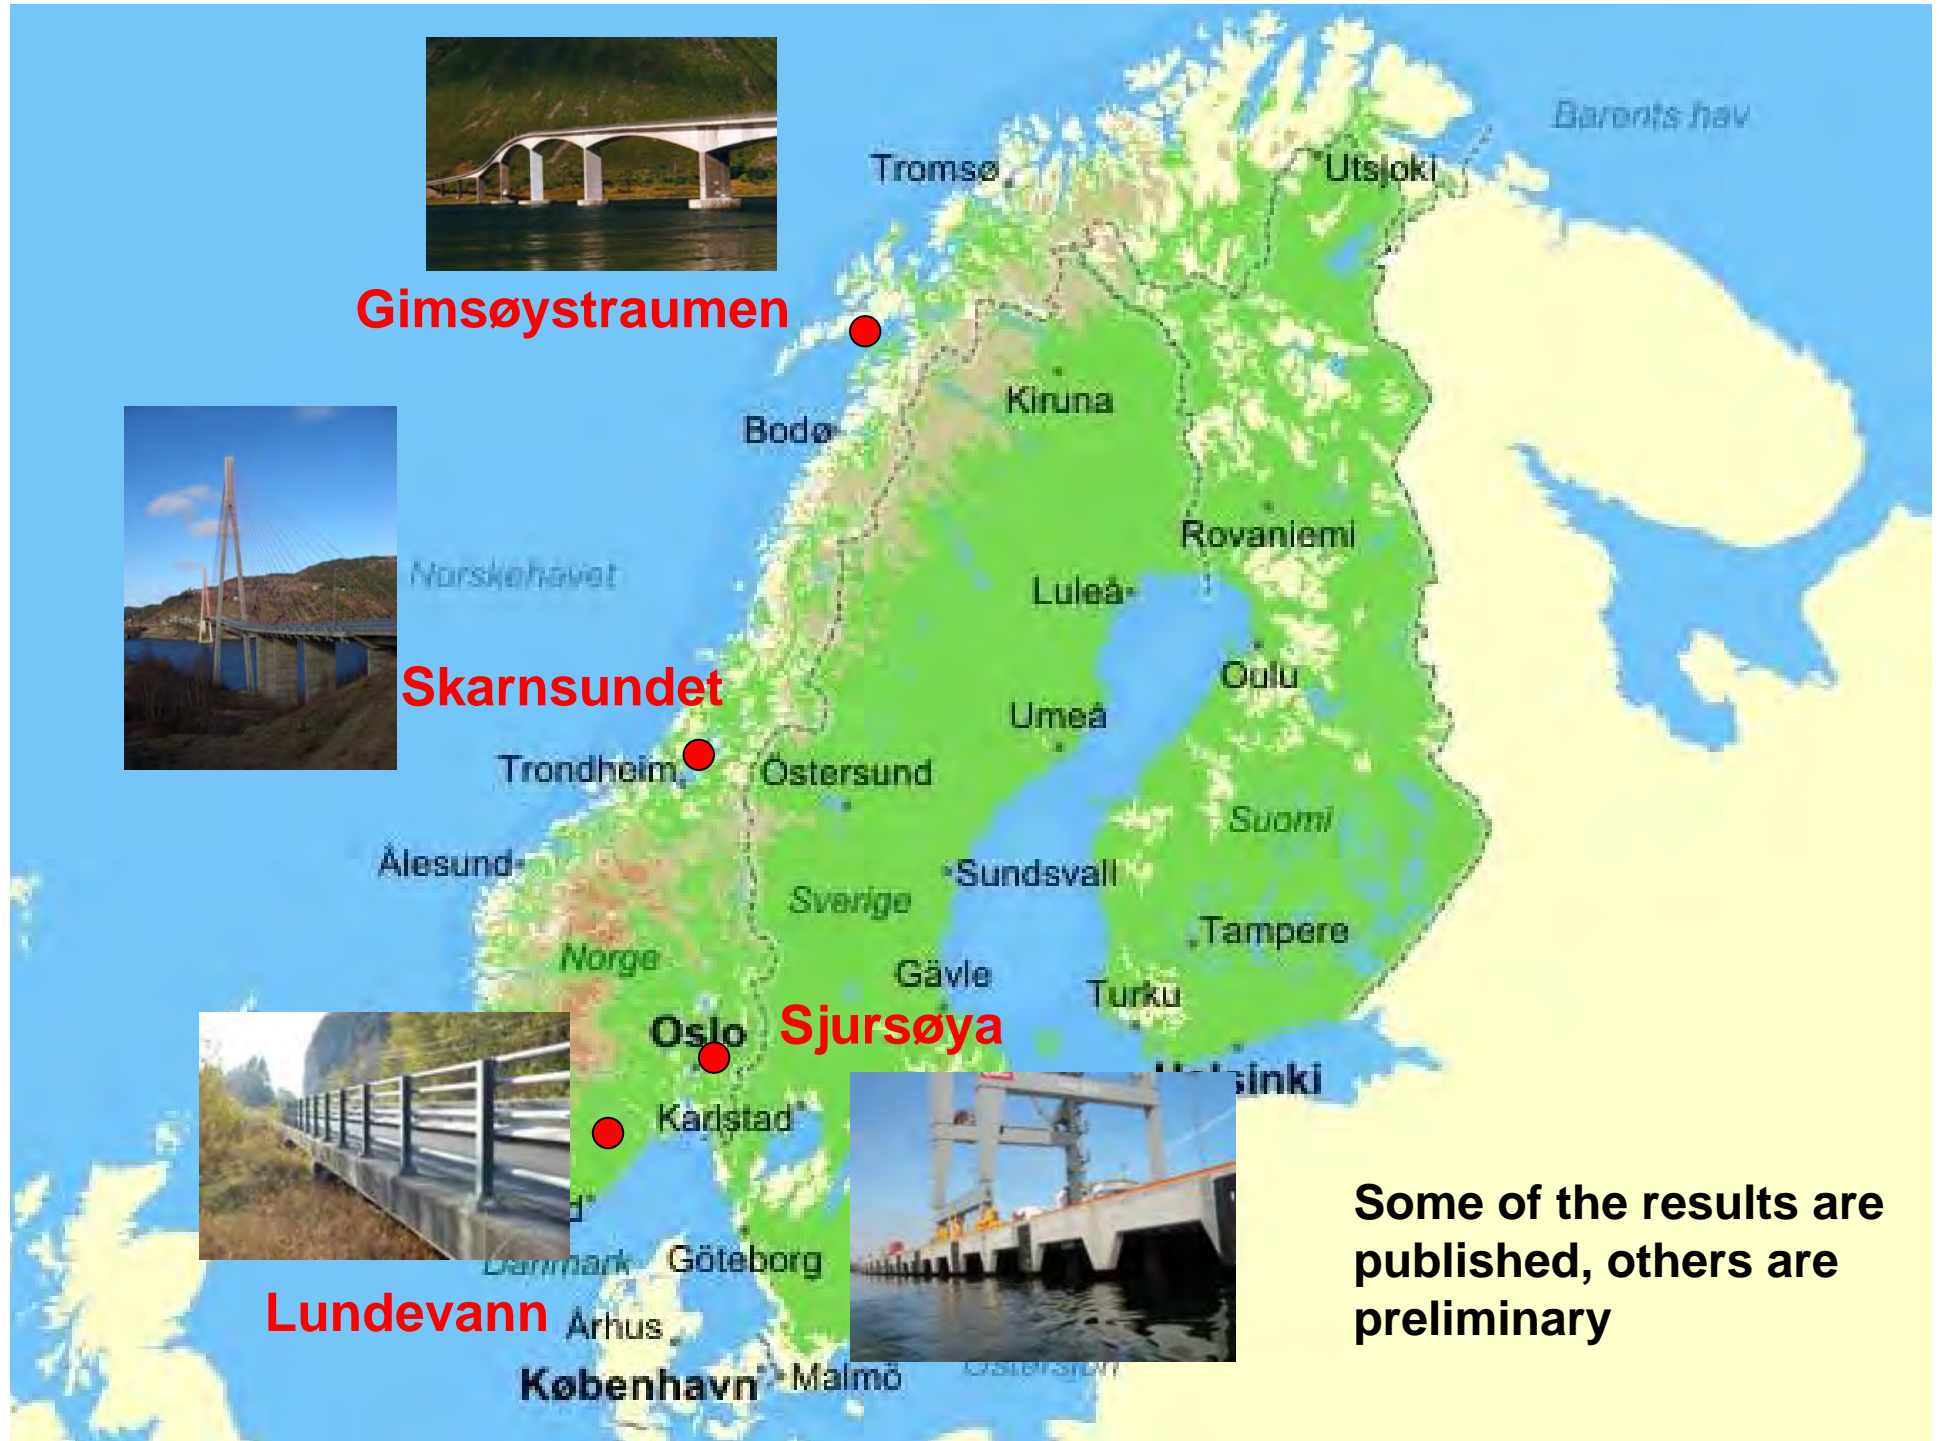 Barents hav
Tromsø
Utsjoki
Gimsøystraumen
Kiruna
Bodø
Rovaniemi
Norskehavet
Luleå
Oulu
Skarnsundet
Umeå
Trondheim
Östersund
Suomi
Ålesund
Sundsvall
Sverige
Tampere
Norge
Gävle
Turku
Oslo
Sjursøya
Karlstad
Some of the results are
published, others are
preliminary
Danmark
Göteborg
Lundevann
Århus
København
Malmö